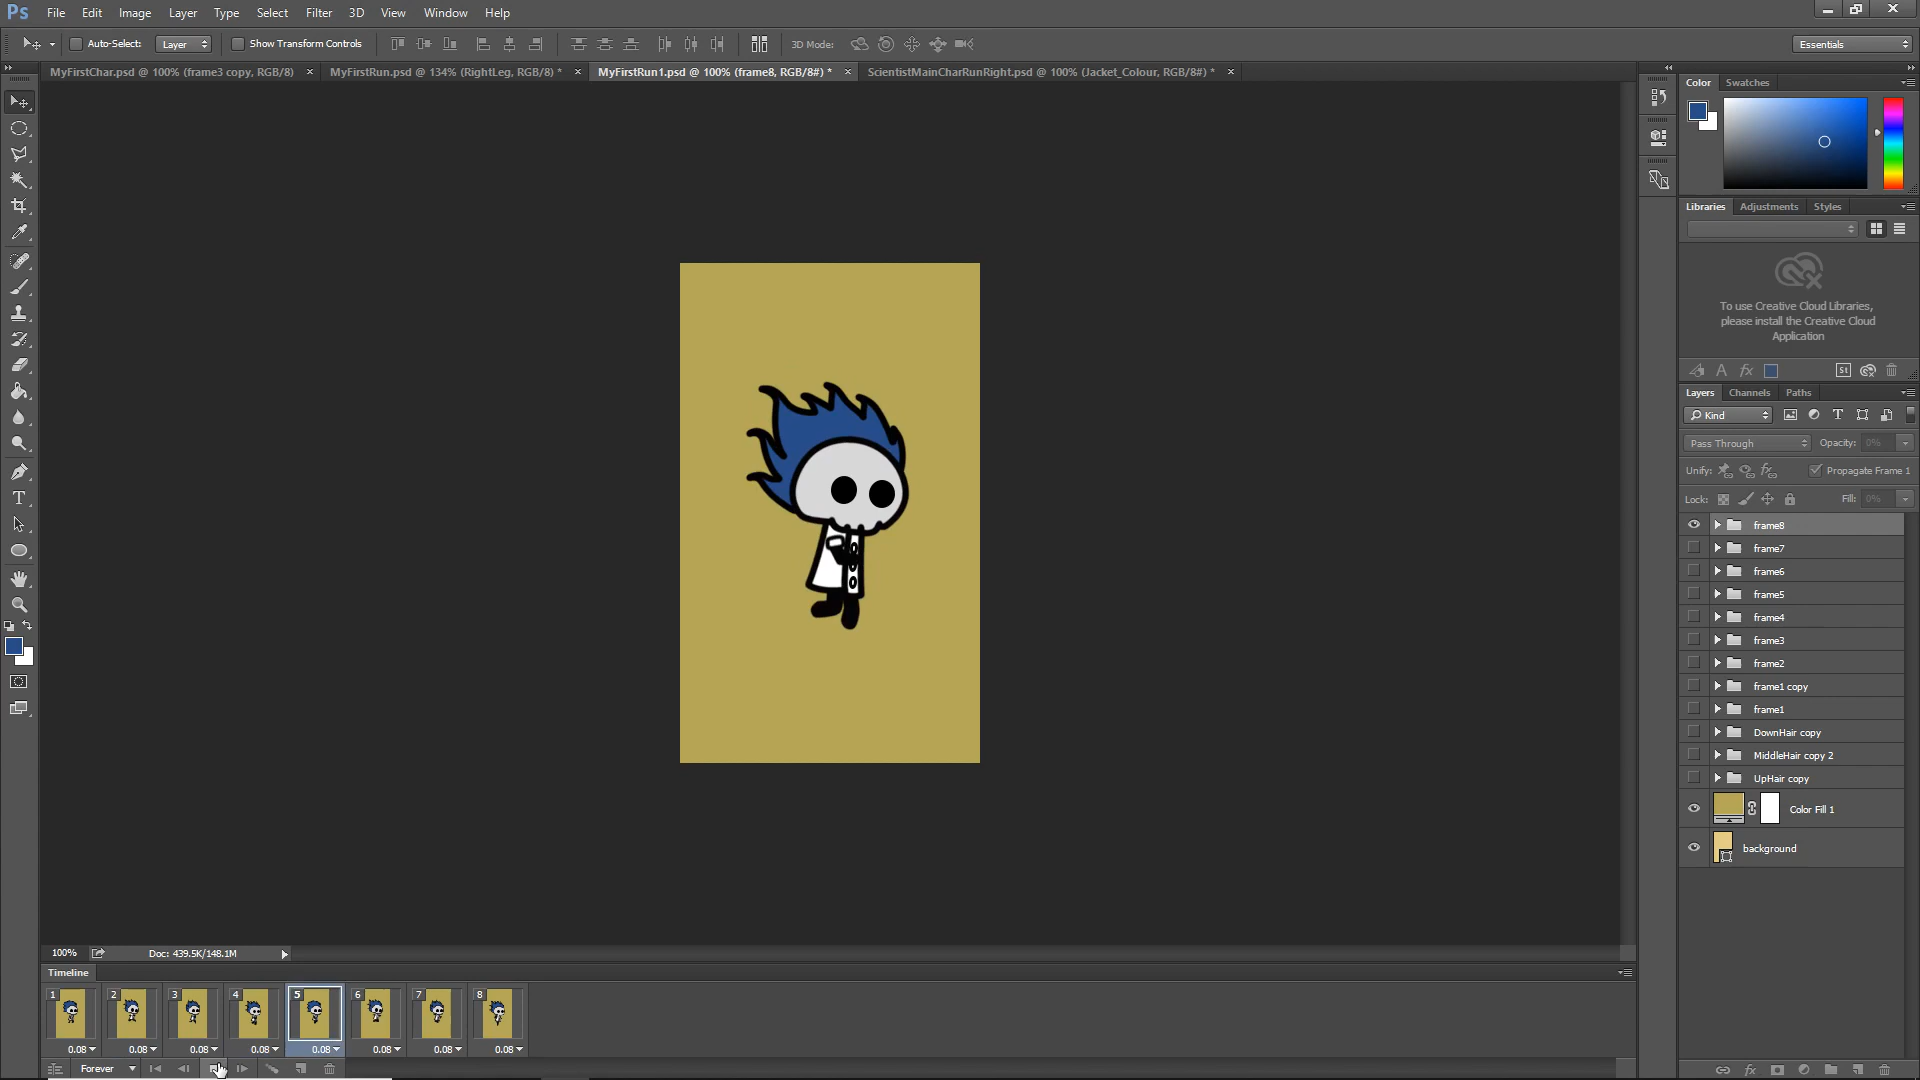 Ps File Edit Image Layer Type Select Filter 3D View Window Help
Auto-Select: Layer Show Transform Controls 3D Mode: Essentials
MyFirstChar.psd @ 100% (frame3 copy, RGB/8) × MyFirstRun.psd @ 134% (RightLeg, RGB/8) * × MyFirstRun1.psd @ 100% (frame8, RGB/8#) * × ScientistMainCharRunRight.psd @ 100% (Jacket_Colour, RGB/8#) * ×
Color Swatches
Libraries Adjustments Styles
To use Creative Cloud Libraries,
please install the Creative Cloud
Application
St
Layers Channels Paths
Kind
Pass Through Opacity: 0%
Unify: Propagate Frame 1
Lock: Fill: 0%
frame8
frame7
frame6
frame5
frame4
frame3
frame2
frame1 copy
frame1
DownHair copy
MiddleHair copy 2
UpHair copy
Color Fill 1
background
100% Doc: 439.5K/148.1M
Timeline
1 2 3 4 5 6 7 8
0.08 0.08 0.08 0.08 0.08 0.08 0.08 0.08
Forever